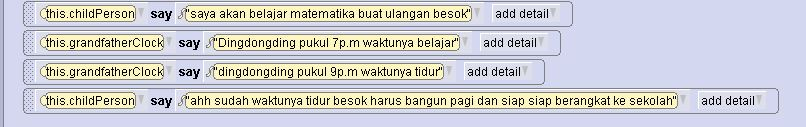 this.childPerson say "saya akan belajar matematika buat ulangan besok" add detail
this.grandfatherClock say "Dingdongding pukul 7p.m waktunya belajar" add detail
this.grandfatherClock say "dingdongding pukul 9p.m waktunya tidur" add detail
this.childPerson say "ahh sudah waktunya tidur besok harus bangun pagi dan siap siap berangkat ke sekolah" add detail